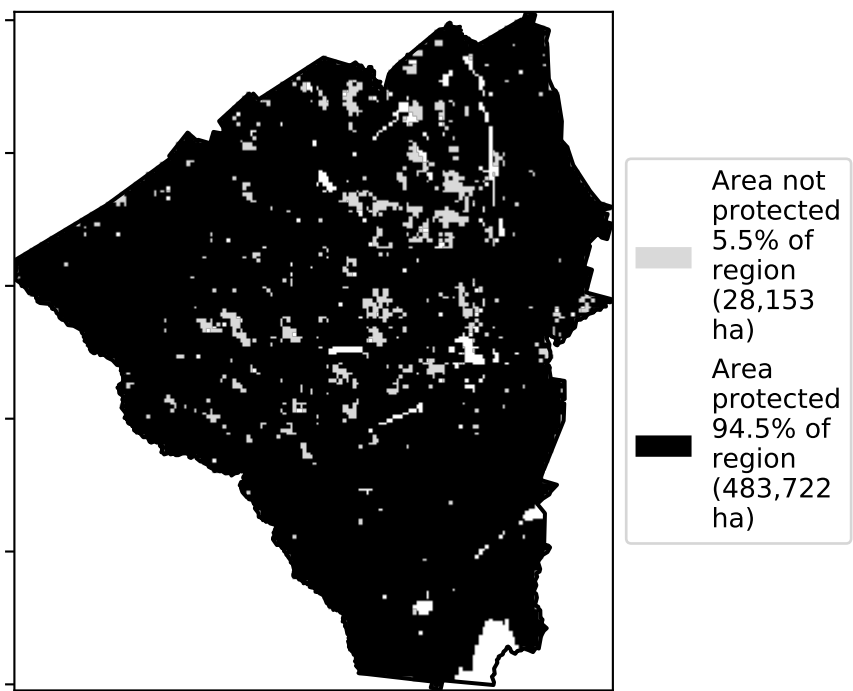 Area not
protected
5.5% of
region
(28,153
ha)
Area
protected
94.5% of
region
(483,722
ha)